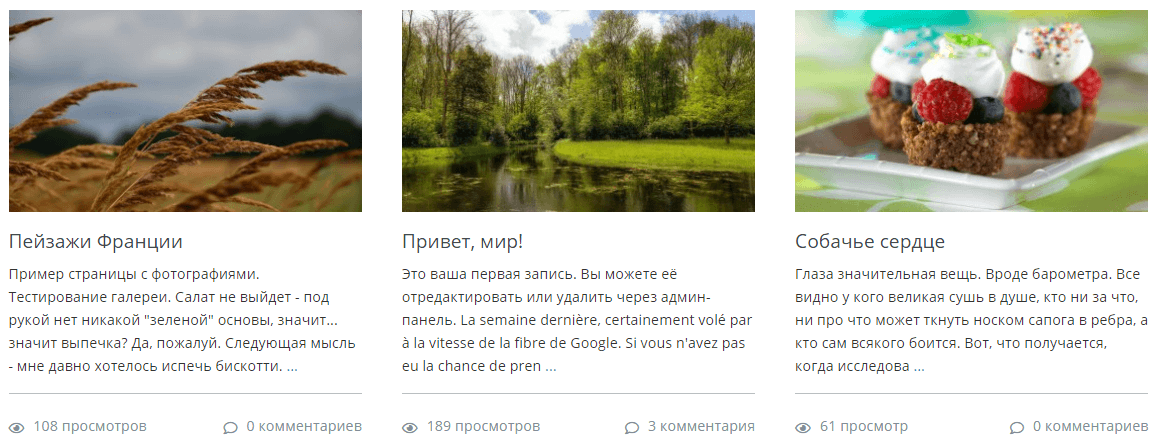 Пейзажи Франции
Пример страницы с фотографиями.
Тестирование галереи. Салат не выйдет - под
рукой нет никакой "зеленой" основы, значит...
значит выпечка? Да, пожалуй. Следующая мысль
- мне давно хотелось испечь бискотти. ...
108 просмотров
0 комментариев
Привет, мир!
Это ваша первая запись. Вы можете её
отредактировать или удалить через админ-
панель. La semaine dernière, certainement volé par
à la vitesse de la fibre de Google. Si vous n'avez pas
eu la chance de pren ...
189 просмотров
3 комментария
Собачье сердце
Глаза значительная вещь. Вроде барометра. Все
видно у кого великая сушь в душе, кто ни за что,
ни про что может ткнуть носком сапога в ребра, а
кто сам всякого боится. Вот, что получается,
когда исследова ...
61 просмотр
0 комментариев